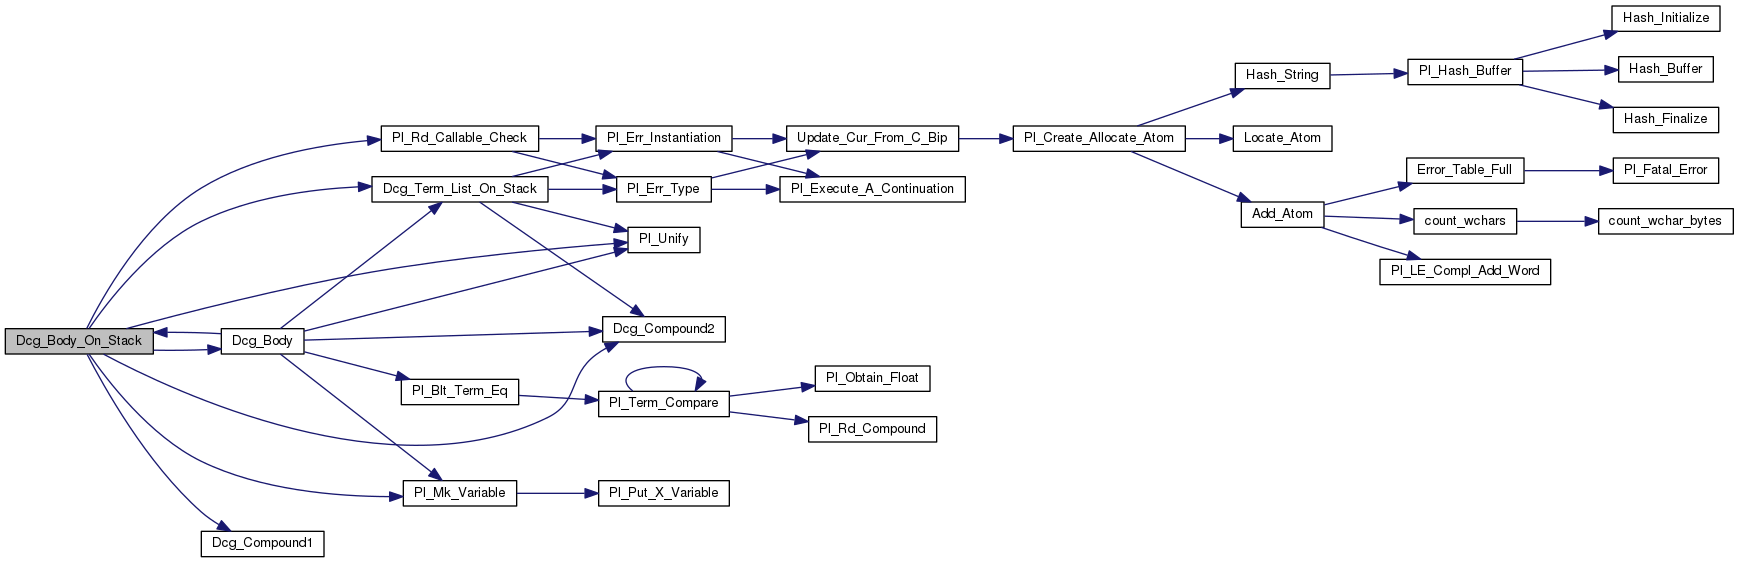 Hash_Initialize
Hash_String
Pl_Hash_Buffer
Hash_Buffer
Hash_Finalize
Pl_Rd_Callable_Check
Pl_Err_Instantiation
Update_Cur_From_C_Bip
Pl_Create_Allocate_Atom
Locate_Atom
Dcg_Term_List_On_Stack
Pl_Err_Type
Pl_Execute_A_Continuation
Error_Table_Full
Pl_Fatal_Error
Add_Atom
count_wchars
count_wchar_bytes
Pl_Unify
Pl_LE_Compl_Add_Word
Dcg_Body_On_Stack
Dcg_Body
Dcg_Compound2
Pl_Blt_Term_Eq
Pl_Term_Compare
Pl_Obtain_Float
Pl_Rd_Compound
Pl_Mk_Variable
Pl_Put_X_Variable
Dcg_Compound1